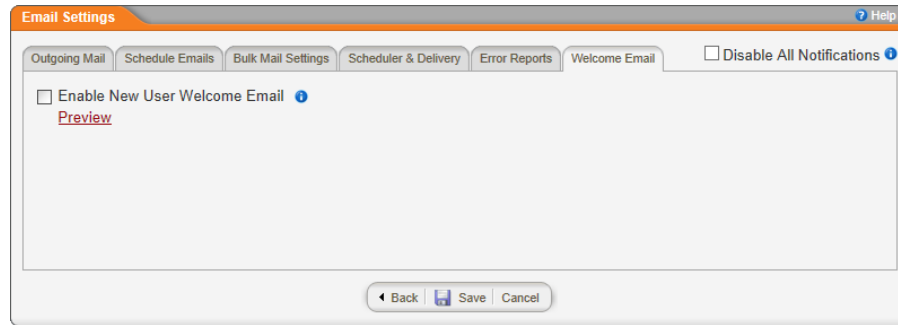 Email Settings
Help
Outgoing Mail Schedule Emails Bulk Mail Settings Scheduler & Delivery Error Reports Welcome Email Disable All Notifications
Enable New User Welcome Email
Preview
Back Save Cancel